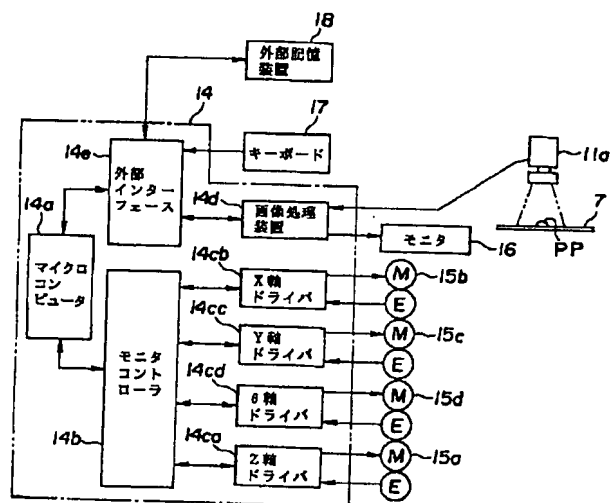 18
外部記憶
装置
14
17
キーボード
14e
外部
インター
フェース
11a
14d
画像処理
装置
7
PP
モニタ
16
14a
マイクロ
コン
ピュータ
14cb
X軸
ドライバ
M
15b
E
14cc
Y軸
ドライバ
M
15c
E
モニタ
コント
ローラ
14cd
θ軸
ドライバ
M
15d
E
14b
14ca
Z軸
ドライバ
M
15a
E